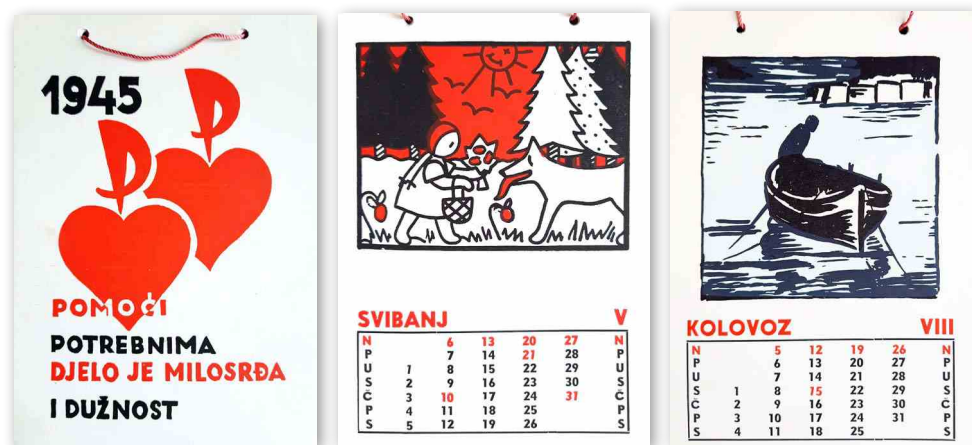 1945
P
D
POMOĆI
POTREBNIMA
DJELO JE MILOSRĐA
I DUŽNOST
SVIBANJ V
N 6 13 20 27 N
P 7 14 21 28 P
U 1 8 15 22 29 U
S 2 9 16 23 30 S
Č 3 10 17 24 31 Č
P 4 11 18 25 P
S 5 12 19 26 S
KOLOVOZ VIII
N 5 12 19 26 N
P 6 13 20 27 P
U 7 14 21 28 U
S 1 8 15 22 29 S
Č 2 9 16 23 30 Č
P 3 10 17 24 31 P
S 4 11 18 25 S